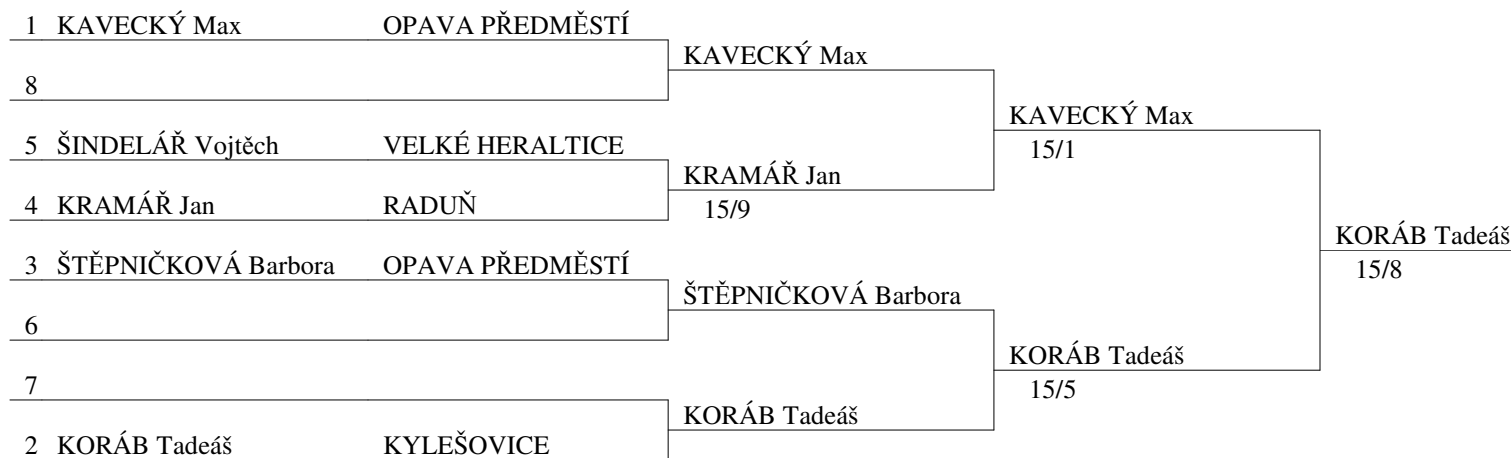 1 KAVECKÝ Max OPAVA PŘEDMĚSTÍ
KAVECKÝ Max
8
KAVECKÝ Max
15/1
5 ŠINDELÁŘ Vojtěch VELKÉ HERALTICE
KRAMÁŘ Jan
15/9
4 KRAMÁŘ Jan RADUŇ
KORÁB Tadeáš
15/8
3 ŠTĚPNIČKOVÁ Barbora OPAVA PŘEDMĚSTÍ
ŠTĚPNIČKOVÁ Barbora
6
KORÁB Tadeáš
15/5
7
KORÁB Tadeáš
2 KORÁB Tadeáš KYLEŠOVICE